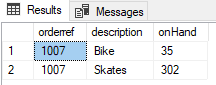 Results Messages
orderref description onHand
1 1007 Bike 35
2 1007 Skates 302